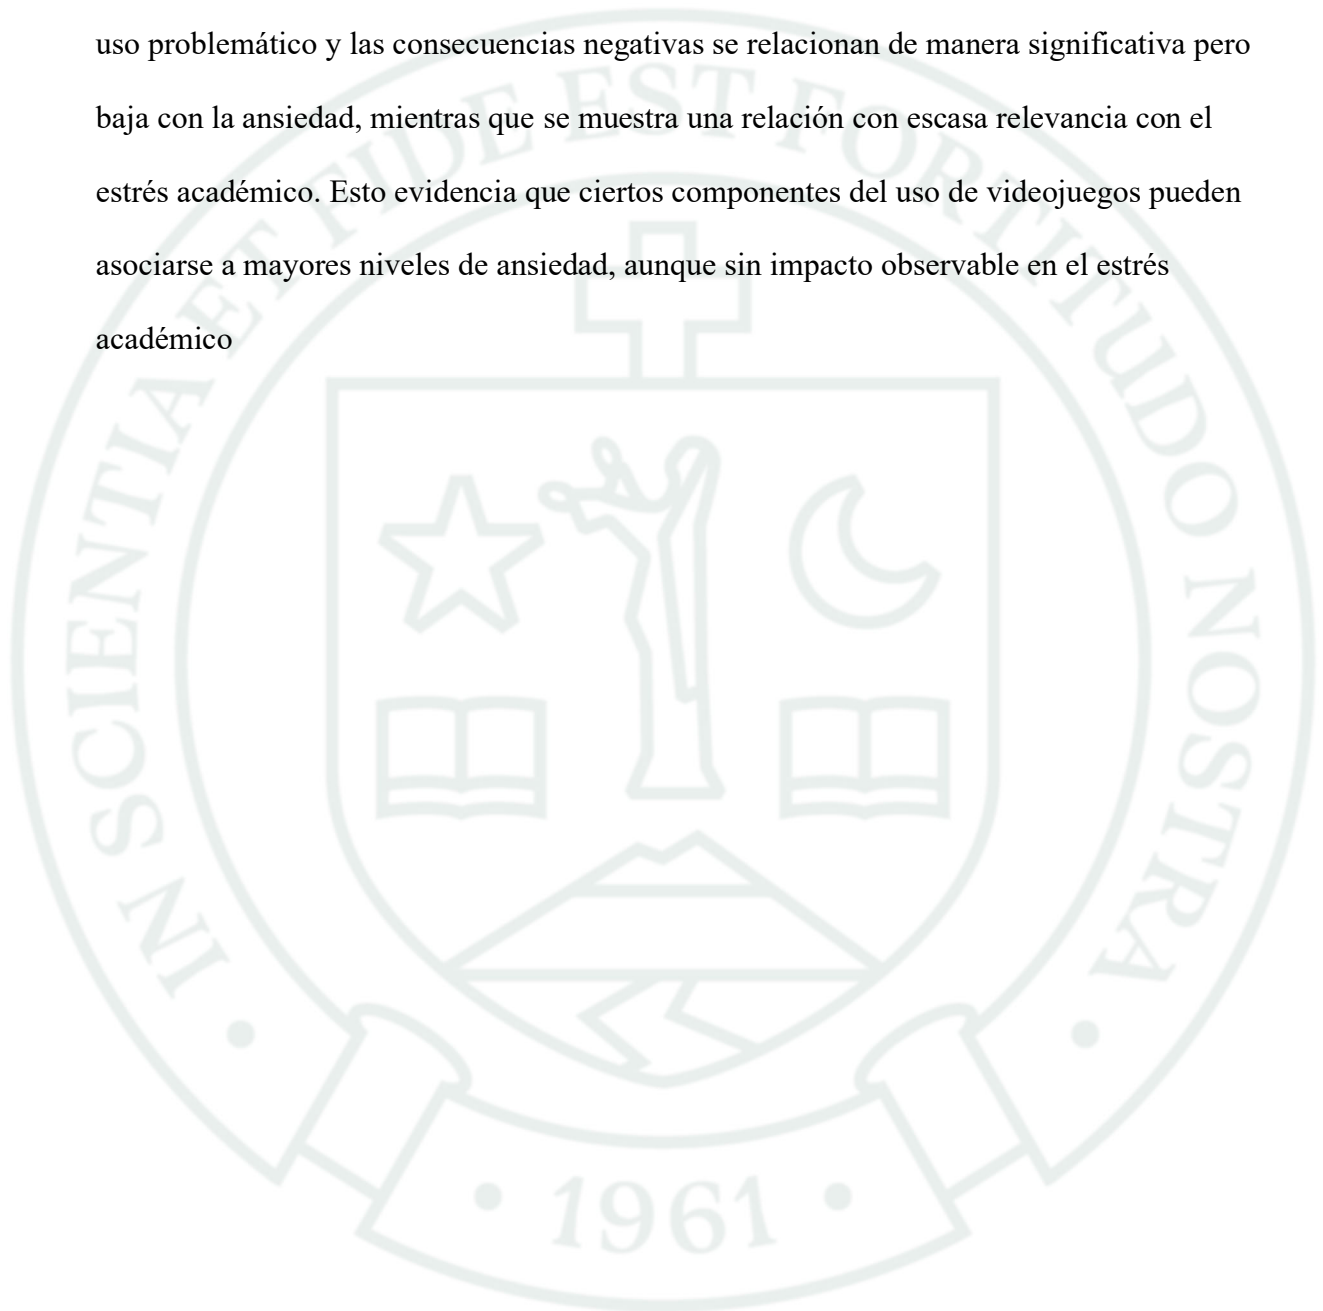 uso problemático y las consecuencias negativas se relacionan de manera significativa pero
baja con la ansiedad, mientras que se muestra una relación con escasa relevancia con el
estrés académico. Esto evidencia que ciertos componentes del uso de videojuegos pueden
asociarse a mayores niveles de ansiedad, aunque sin impacto observable en el estrés
académico
IN SCIENTIA ET FIDE EST FORTITUDO NOSTRA
• 1961 •